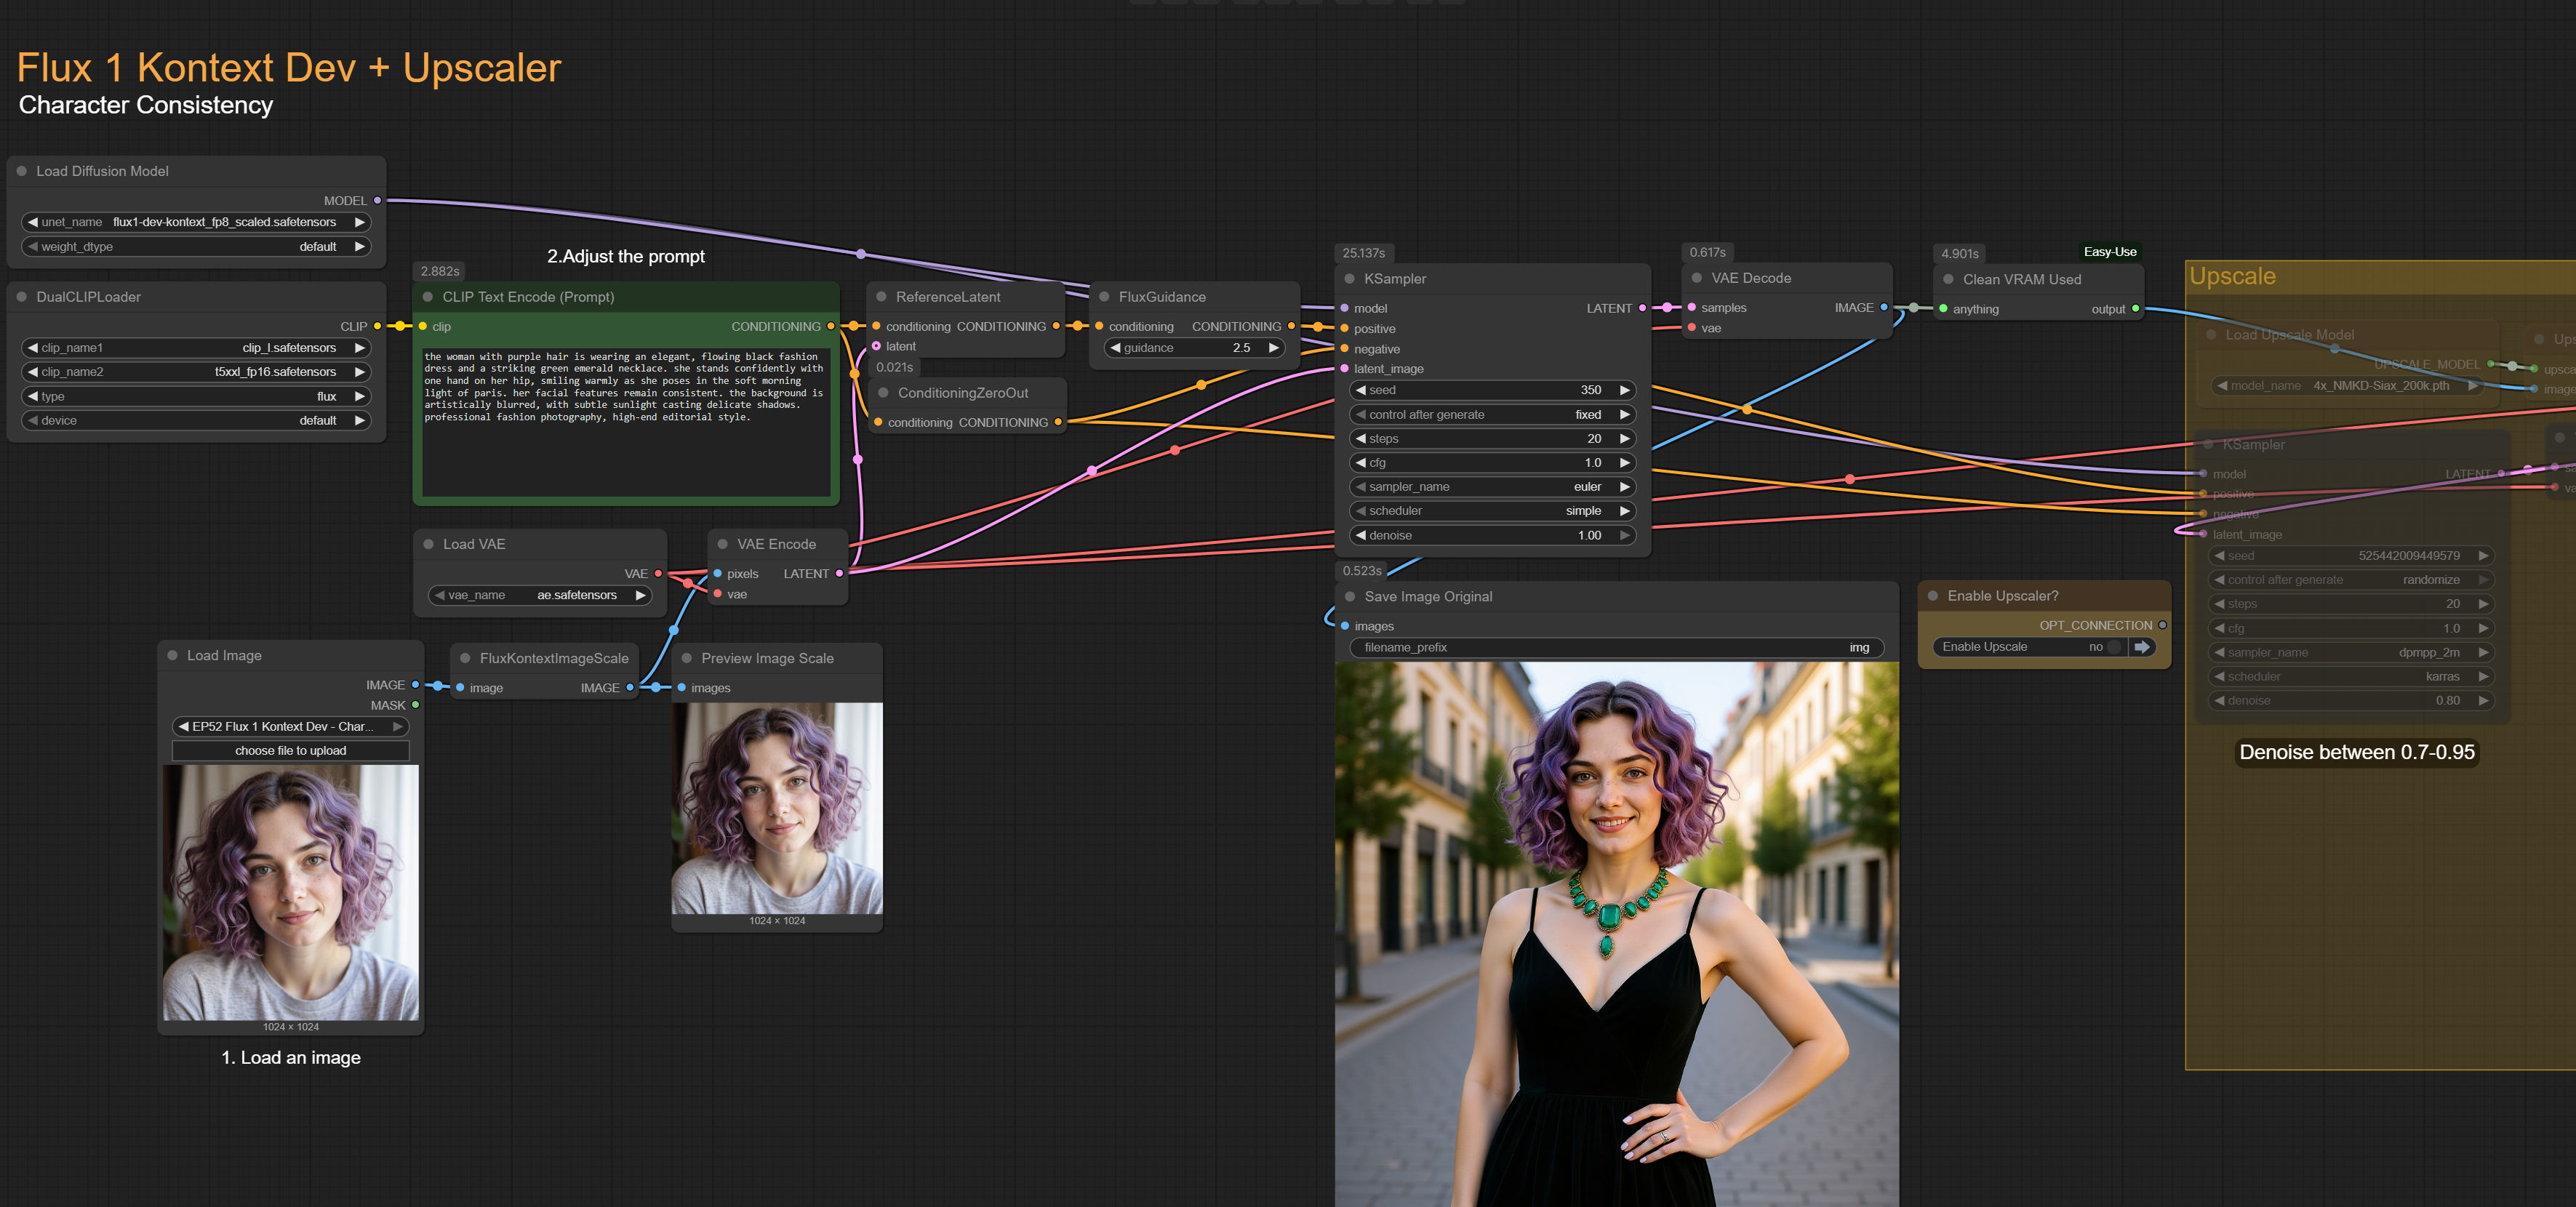 Flux 1 Kontext Dev + Upscaler
Character Consistency
Load Diffusion Model
MODEL
unet_name flux1-dev-kontext_fp8_scaled.safetensors
weight_dtype default
DualCLIPLoader
CLIP
clip_name1 clip_l.safetensors
clip_name2 t5xxl_fp16.safetensors
type flux
device default
2.Adjust the prompt
2.882s
CLIP Text Encode (Prompt)
clip CONDITIONING
the woman with purple hair is wearing an elegant, flowing black fashion
dress and a striking green emerald necklace. she stands confidently with
one hand on her hip, smiling warmly as she poses in the soft morning
light of paris. her facial features remain consistent. the background is
artistically blurred, with subtle sunlight casting delicate shadows.
professional fashion photography, high-end editorial style.
ReferenceLatent
conditioning CONDITIONING
latent
0.021s
ConditioningZeroOut
conditioning CONDITIONING
FluxGuidance
conditioning CONDITIONING
guidance 2.5
Load VAE
VAE
vae_name ae.safetensors
VAE Encode
pixels LATENT
vae
Load Image
IMAGE
MASK
EP52 Flux 1 Kontext Dev - Char...
choose file to upload
1024 × 1024
1. Load an image
FluxKontextImageScale
image IMAGE
Preview Image Scale
images
1024 × 1024
25.137s
KSampler
model LATENT
positive
negative
latent_image
seed 350
control after generate fixed
steps 20
cfg 1.0
sampler_name euler
scheduler simple
denoise 1.00
0.617s
VAE Decode
samples IMAGE
vae
4.901s
Easy-Use
Clean VRAM Used
anything output
0.523s
Save Image Original
images
filename_prefix img
Enable Upscaler?
OPT_CONNECTION
Enable Upscale no
Upscale
Load Upscale Model
UPSCALE_MODEL
model_name 4x_NMKD-Siax_200k.pth
Ups
upsca
image
KSampler
model LATENT
positive
negative
latent_image
seed 525442009449579
control after generate randomize
steps 20
cfg 1.0
sampler_name dpmpp_2m
scheduler karras
denoise 0.80
sa
va
Denoise between 0.7-0.95